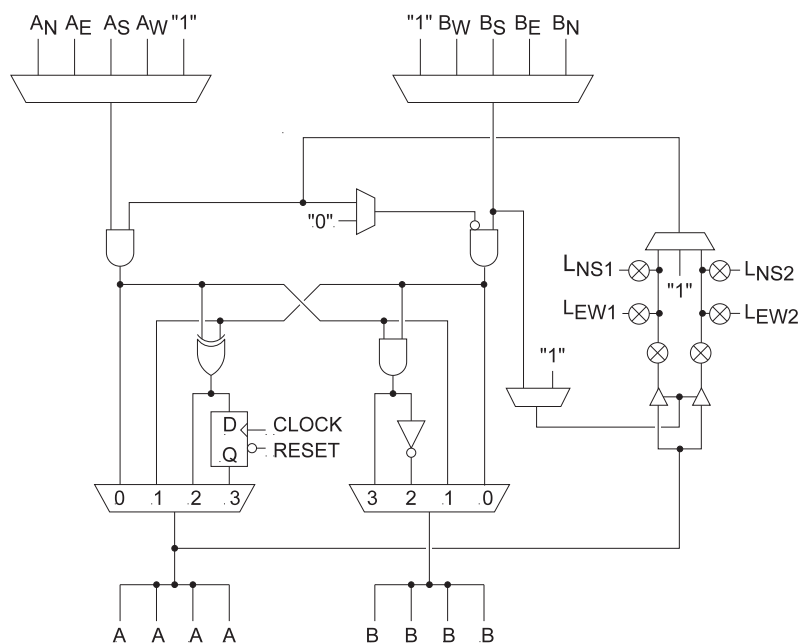 AN AE AS AW "1" "1" BW BS BE BN
"0"
LNS1 "1" LNS2
LEW1 LEW2
"1"
D CLOCK
Q RESET
0 1 2 3 3 2 1 0
A A A A B B B B